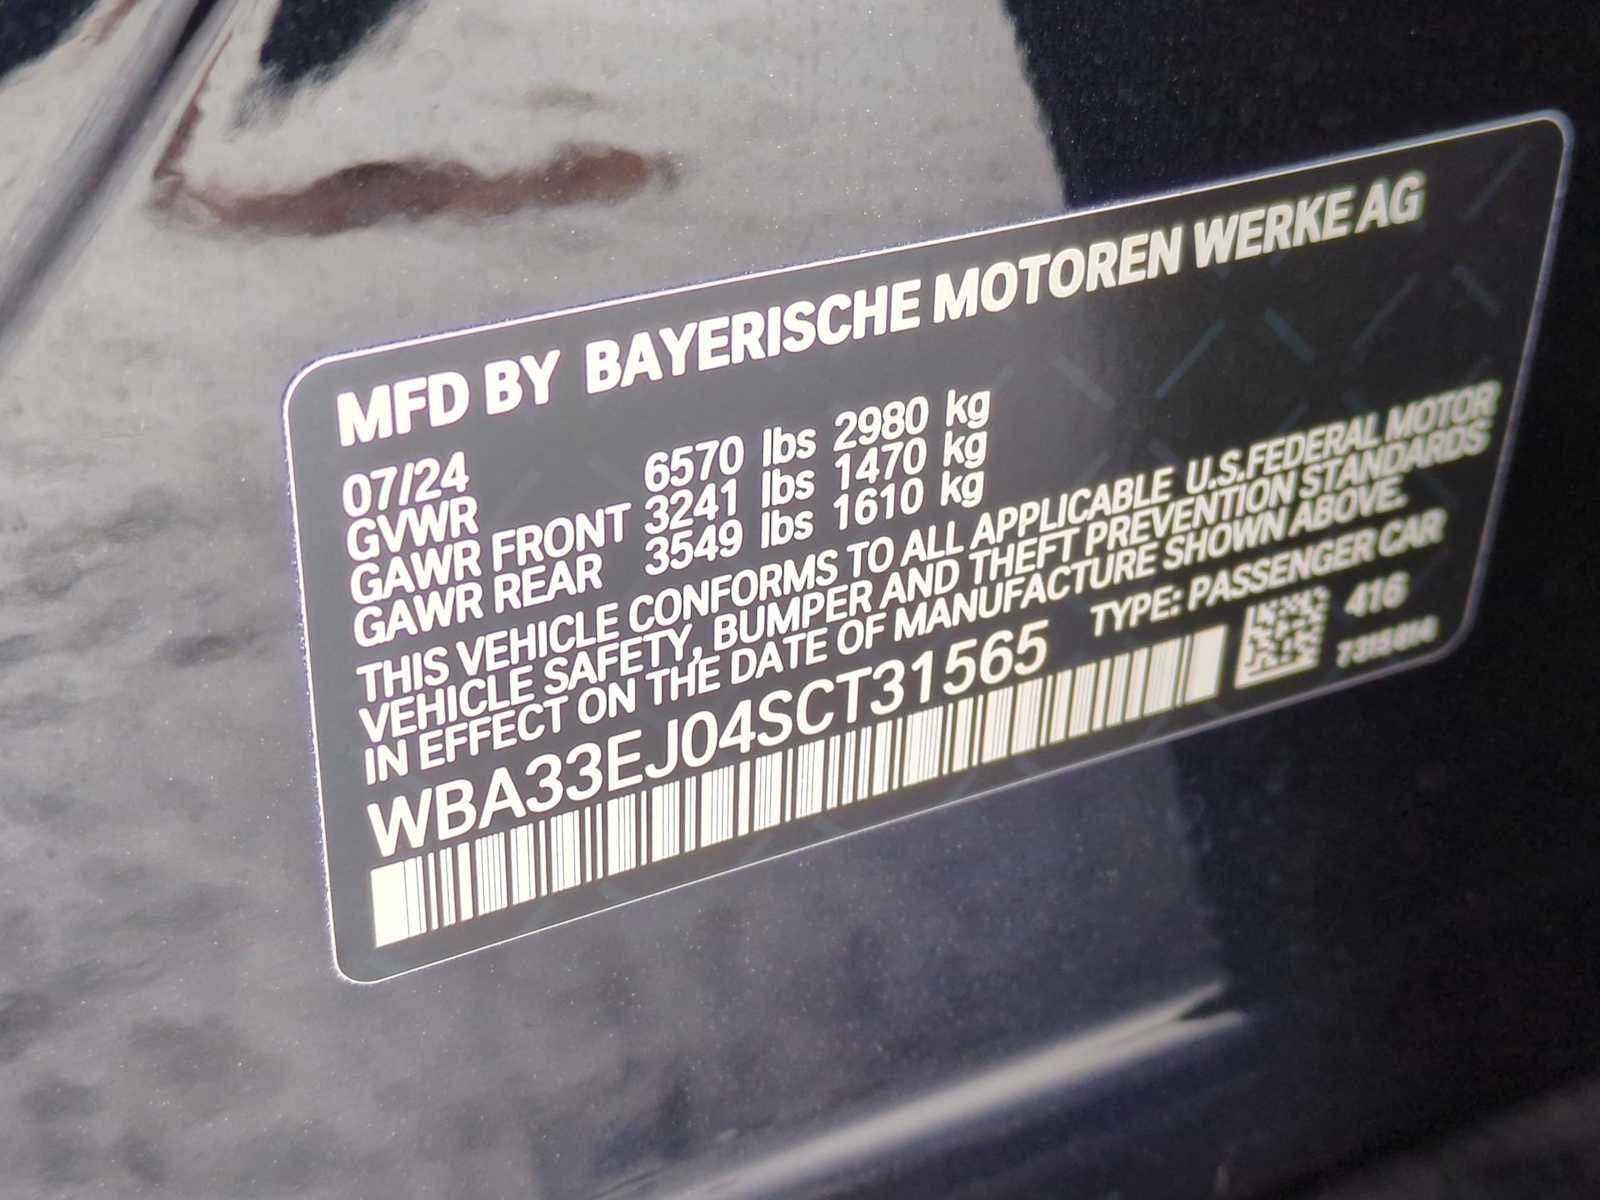 MFD BY BAYERISCHE MOTOREN WERKE AG
07/24
GVWR 6570 lbs 2980 kg
GAWR FRONT 3241 lbs 1470 kg
GAWR REAR 3549 lbs 1610 kg
THIS VEHICLE CONFORMS TO ALL APPLICABLE U.S.FEDERAL MOTOR
VEHICLE SAFETY, BUMPER AND THEFT PREVENTION STANDARDS
IN EFFECT ON THE DATE OF MANUFACTURE SHOWN ABOVE.
WBA33EJ04SCT31565 TYPE: PASSENGER CAR
416